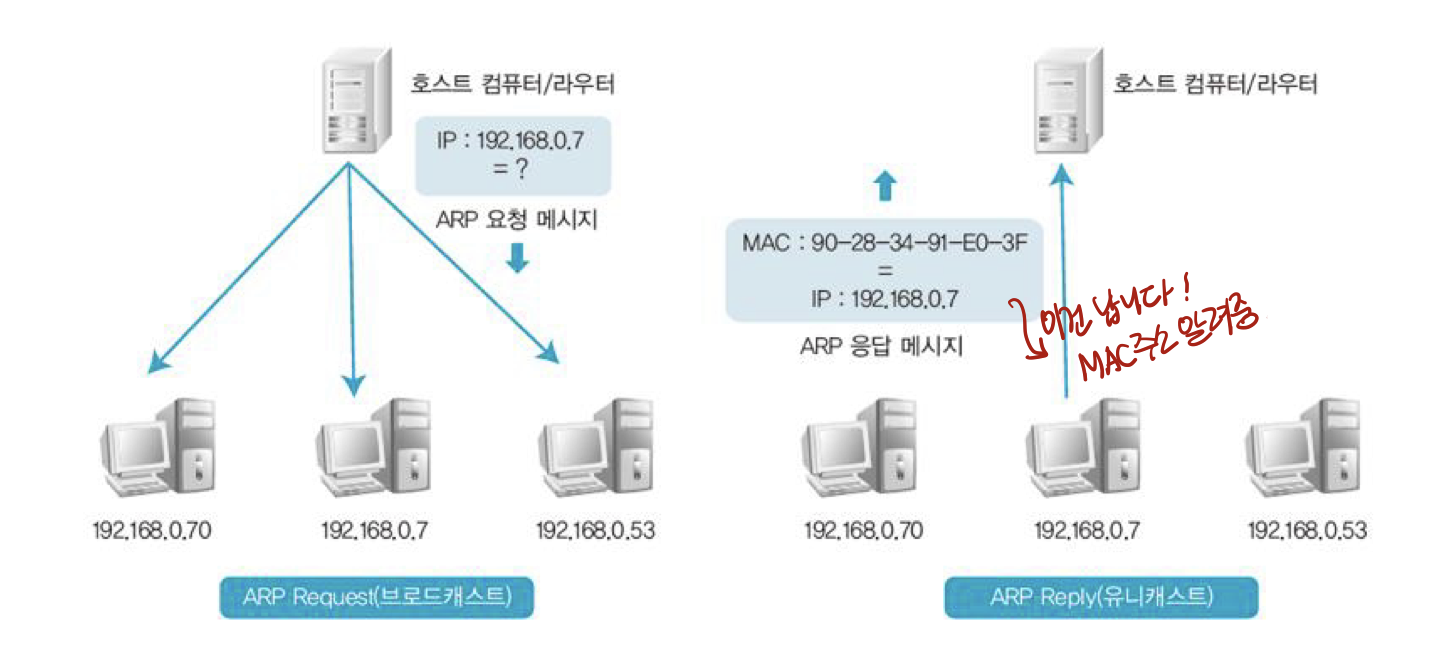 호스트 컴퓨터/라우터
IP : 192.168.0.7
= ?
ARP 요청 메시지
192.168.0.70
192.168.0.7
192.168.0.53
ARP Request(브로드캐스트)
호스트 컴퓨터/라우터
MAC : 90-28-34-91-E0-3F
=
IP : 192.168.0.7
ARP 응답 메시지
이건 납니다!
MAC주소 알려줌
192.168.0.70
192.168.0.7
192.168.0.53
ARP Reply(유니캐스트)